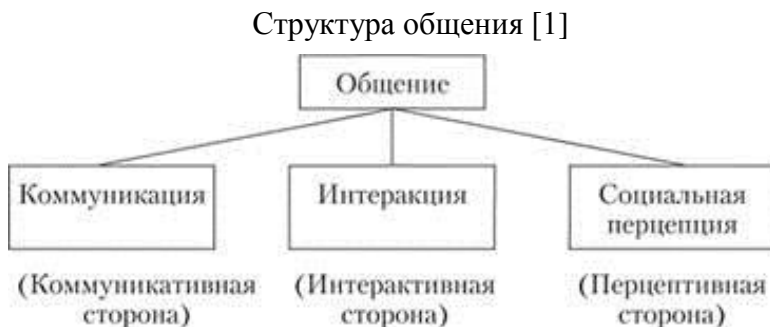 Структура общения [1]
Общение
Коммуникация
Интеракция
Социальная
перцепция
(Коммуникативная
сторона)
(Интерактивная
сторона)
(Перцептивная
сторона)